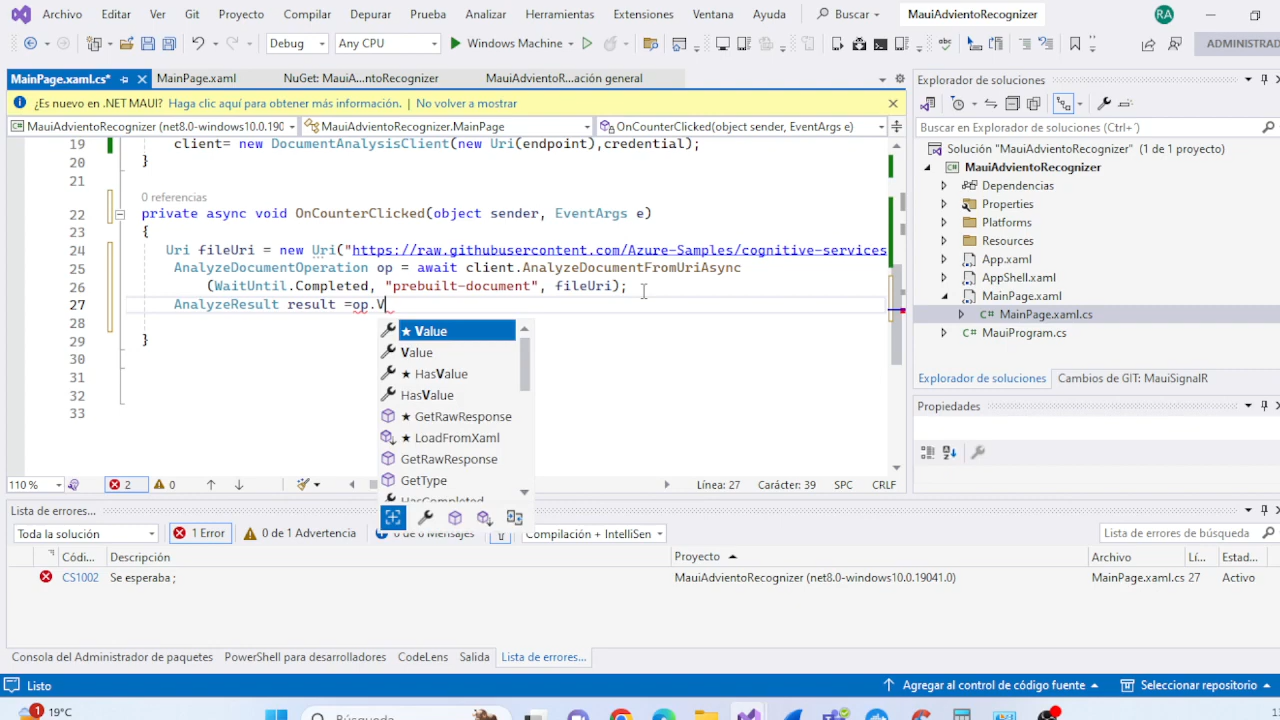 Archivo Editar Ver Git Proyecto Compilar Depurar Prueba Analizar Herramientas Extensiones Ventana Ayuda Buscar MauiAdvientoRecognizer RA
Debug Any CPU Windows Machine ADMINISTRAD
MainPage.xaml.cs* MainPage.xaml NuGet: MauiA...ntoRecognizer MauiAdvientoR...ación general
¿Es nuevo en .NET MAUI? Haga clic aquí para obtener más información. | No volver a mostrar
MauiAdvientoRecognizer (net8.0-windows10.0.190 MauiAdvientoRecognizer.MainPage OnCounterClicked(object sender, EventArgs e)
19 client= new DocumentAnalysisClient(new Uri(endpoint),credential);
20 }
21
0 referencias
22 private async void OnCounterClicked(object sender, EventArgs e)
23 {
24 Uri fileUri = new Uri("https://raw.githubusercontent.com/Azure-Samples/cognitive-services
25 AnalyzeDocumentOperation op = await client.AnalyzeDocumentFromUriAsync
26 (WaitUntil.Completed, "prebuilt-document", fileUri);
27 AnalyzeResult result =op.V
28
29 }
30
31
32
33
★ Value
Value
★ HasValue
HasValue
★ GetRawResponse
★ LoadFromXaml
GetRawResponse
GetType
HasCompleted
110 % 2 0 Línea: 27 Carácter: 39 SPC CRLF
Explorador de soluciones
Buscar en Explorador de soluciones (Ctrl+´)
Solución "MauiAdvientoRecognizer" (1 de 1 proyecto)
MauiAdvientoRecognizer
Dependencias
Properties
Platforms
Resources
App.xaml
AppShell.xaml
MainPage.xaml
MainPage.xaml.cs
MauiProgram.cs
Explorador de soluciones Cambios de GIT: MauiSignalR
Propiedades
Lista de errores...
Toda la solución 1 Error 0 de 1 Advertencia 0 de 6 Mensajes Compilación + IntelliSen Lista de errores de búsqueda
Códi... Descripción Proyecto Archivo Lí... Estad...
CS1002 Se esperaba ; MauiAdvientoRecognizer (net8.0-windows10.0.19041.0) MainPage.xaml.cs 27 Activo
Consola del Administrador de paquetes PowerShell para desarrolladores CodeLens Salida Lista de errores...
Listo Agregar al control de código fuente Seleccionar repositorio
1 19°C Búsqueda